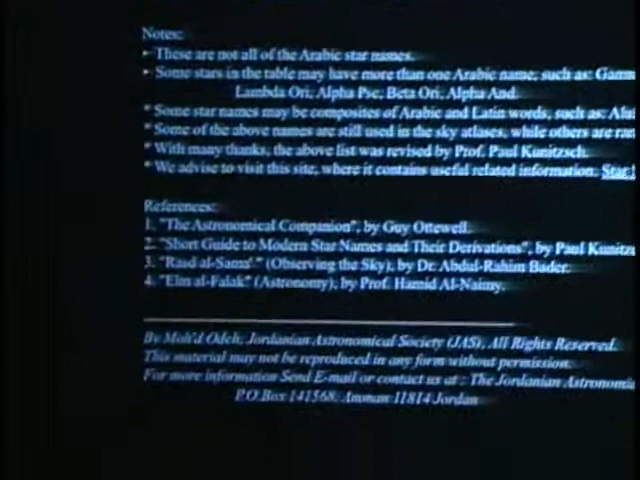 Notes:
* These are not all of the Arabic star names.
* Some stars in the table may have more than one Arabic name, such as: Gam
Lambda Ori, Alpha Psc, Beta Ori, Alpha And.
* Some star names may be composites of Arabic and Latin words, such as:
* Some of the above names are still used in the sky atlases, while others are
* With many thanks, the above list was revised by Prof. Paul Kunitzsch.
* We advise to visit this site, where it contains useful related information. Star
References:
1. "The Astronomical Companion", by Guy Ottewell.
2. "Short Guide to Modern Star Names and Their Derivations", by Paul Kunitz
3. "Rasd al-Sama'" (Observing the Sky), by Dr. Abdul-Rahim Bader.
4. "Elm al-Falak" (Astronomy), by Prof. Hamid Al-Naimy.
By Moh'd Odeh, Jordanian Astronomical Society (JAS), All Rights Reserved.
This material may not be reproduced in any form without permission.
For more information Send E-mail or contact us at : The Jordanian Astronomic
P.O.Box 141568, Amman 11814 Jordan